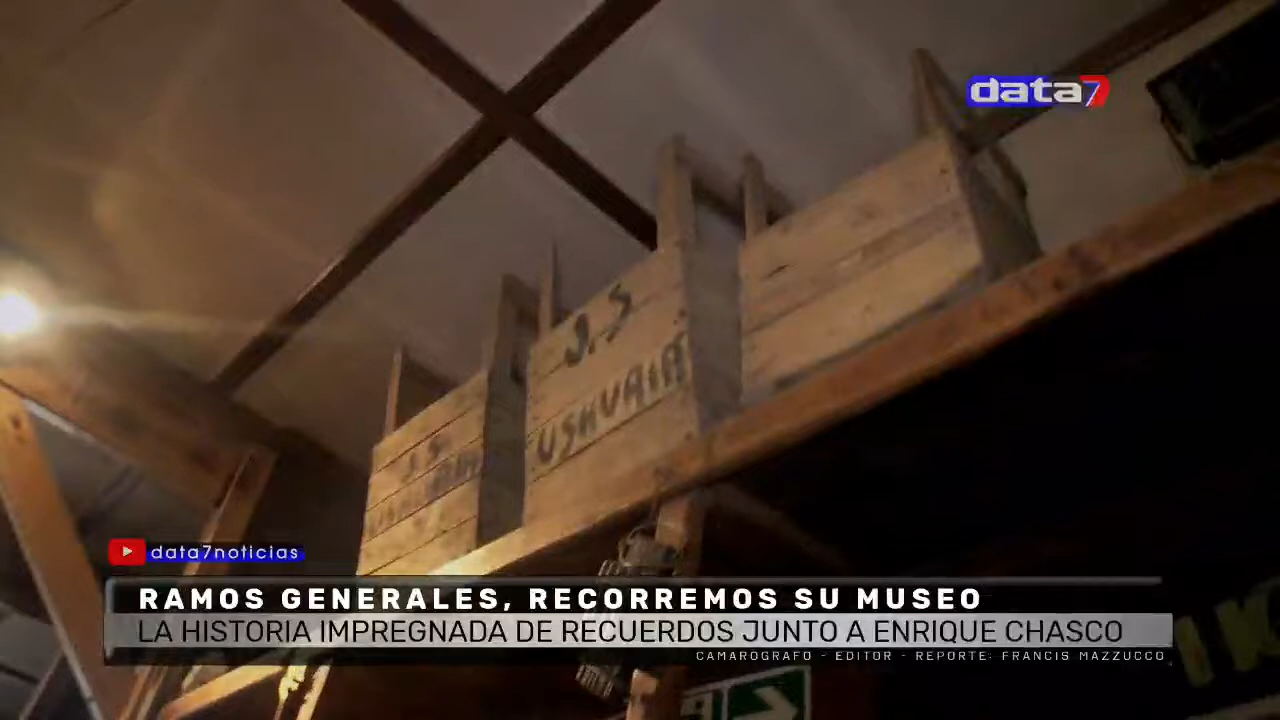 data7
J.S
USHUAIA
J.S
data7noticias
RAMOS GENERALES, RECORREMOS SU MUSEO
LA HISTORIA IMPREGNADA DE RECUERDOS JUNTO A ENRIQUE CHASCO
CAMAROGRAFO - EDITOR - REPORTE: FRANCIS MAZZUCCO